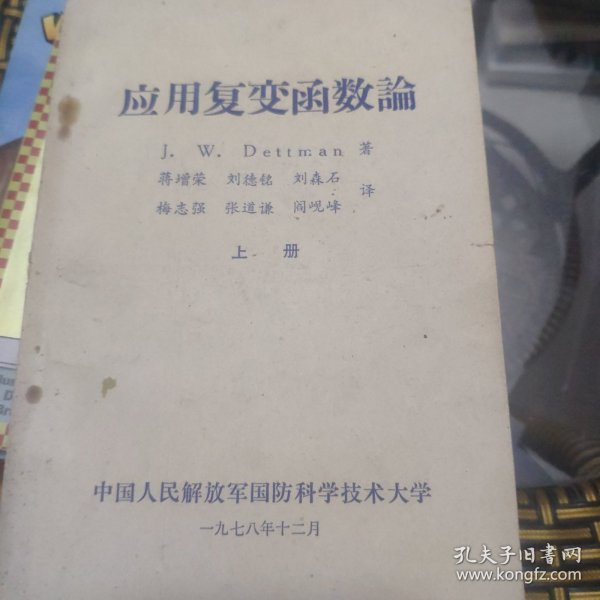 应用复变函数論
J. W. Dettman 著
蒋增荣 刘德铭 刘森石
梅志强 张道谦 阎岘峰 译
上册
中国人民解放军国防科学技术大学
一九七八年十二月
孔夫子旧书网
www.kongfz.com